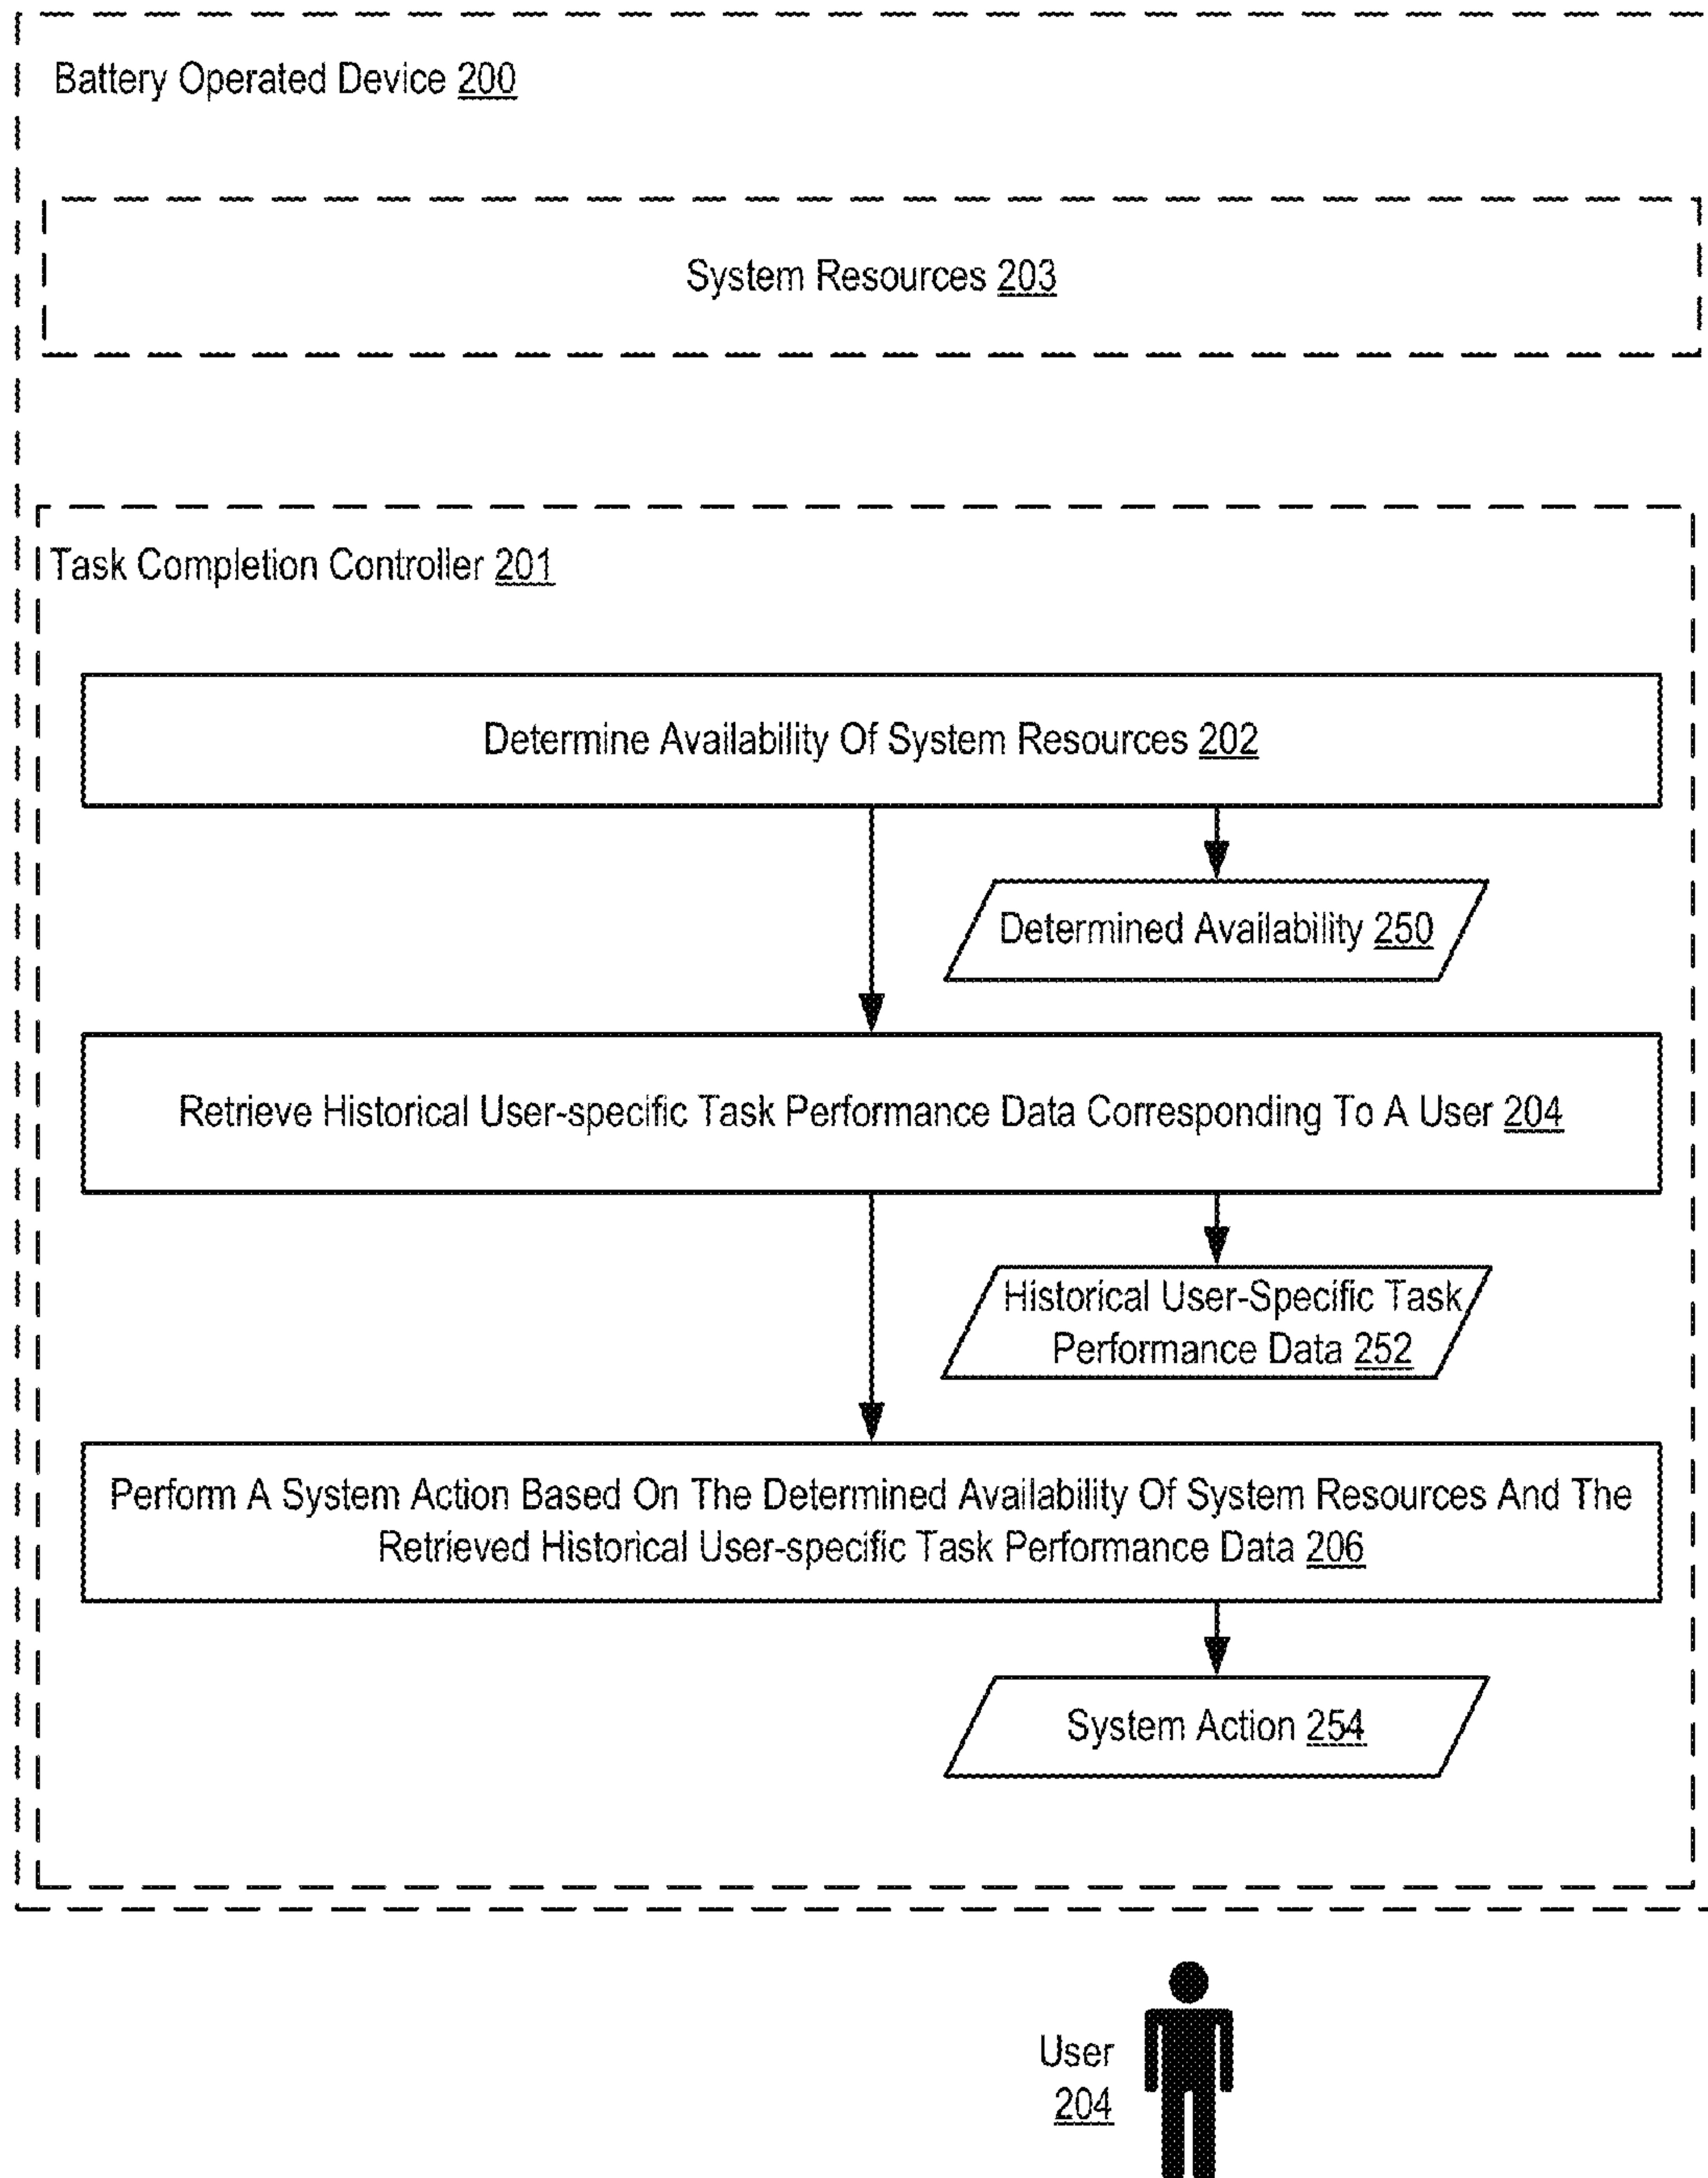 Battery Operated Device 200
System Resources 203
Task Completion Controller 201
Determine Availability Of System Resources 202
Determined Availability 250
Retrieve Historical User-specific Task Performance Data Corresponding To A User 204
Historical User-Specific Task
Performance Data 252
Perform A System Action Based On The Determined Availability Of System Resources And The
Retrieved Historical User-specific Task Performance Data 206
System Action 254
User
204